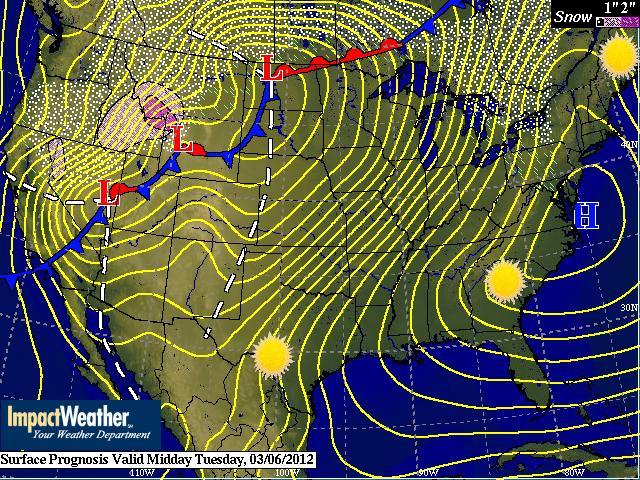 1" 2"
Snow
40N
L
L
L
H
30N
ImpactWeather
Your Weather Department
Surface Prognosis Valid Midday Tuesday, 03/06/2012
110W 100W 90W 80W